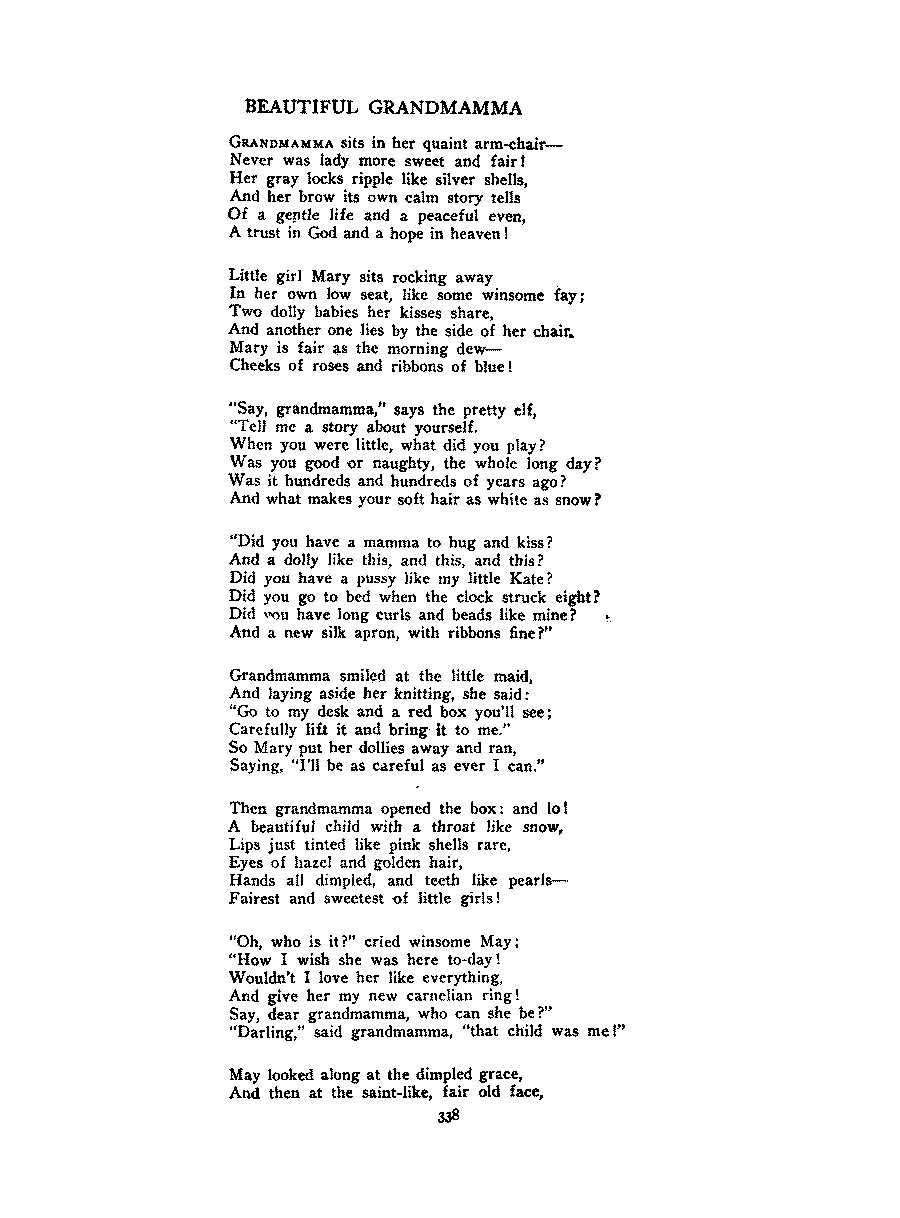 BEAUTIFUL GRANDMAMMA
GRANDMAMMA sits in her quaint arm-chair—
Never was lady more sweet and fair!
Her gray locks ripple like silver shells,
And her brow its own calm story tells
Of a gentle life and a peaceful even,
A trust in God and a hope in heaven!
Little girl Mary sits rocking away
In her own low seat, like some winsome fay;
Two dolly babies her kisses share,
And another one lies by the side of her chair.
Mary is fair as the morning dew—
Cheeks of roses and ribbons of blue!
"Say, grandmamma," says the pretty elf,
"Tell me a story about yourself.
When you were little, what did you play?
Was you good or naughty, the whole long day?
Was it hundreds and hundreds of years ago?
And what makes your soft hair as white as snow?
"Did you have a mamma to hug and kiss?
And a dolly like this, and this, and this?
Did you have a pussy like my little Kate?
Did you go to bed when the clock struck eight?
Did you have long curls and beads like mine?
And a new silk apron, with ribbons fine?"
Grandmamma smiled at the little maid,
And laying aside her knitting, she said:
"Go to my desk and a red box you'll see;
Carefully lift it and bring it to me."
So Mary put her dollies away and ran,
Saying, "I'll be as careful as ever I can."
Then grandmamma opened the box: and lo!
A beautiful child with a throat like snow,
Lips just tinted like pink shells rare,
Eyes of hazel and golden hair,
Hands all dimpled, and teeth like pearls—
Fairest and sweetest of little girls!
"Oh, who is it?" cried winsome May;
"How I wish she was here to-day!
Wouldn't I love her like everything,
And give her my new carnelian ring!
Say, dear grandmamma, who can she be?"
"Darling," said grandmamma, "that child was me!"
May looked along at the dimpled grace,
And then at the saint-like, fair old face,
338